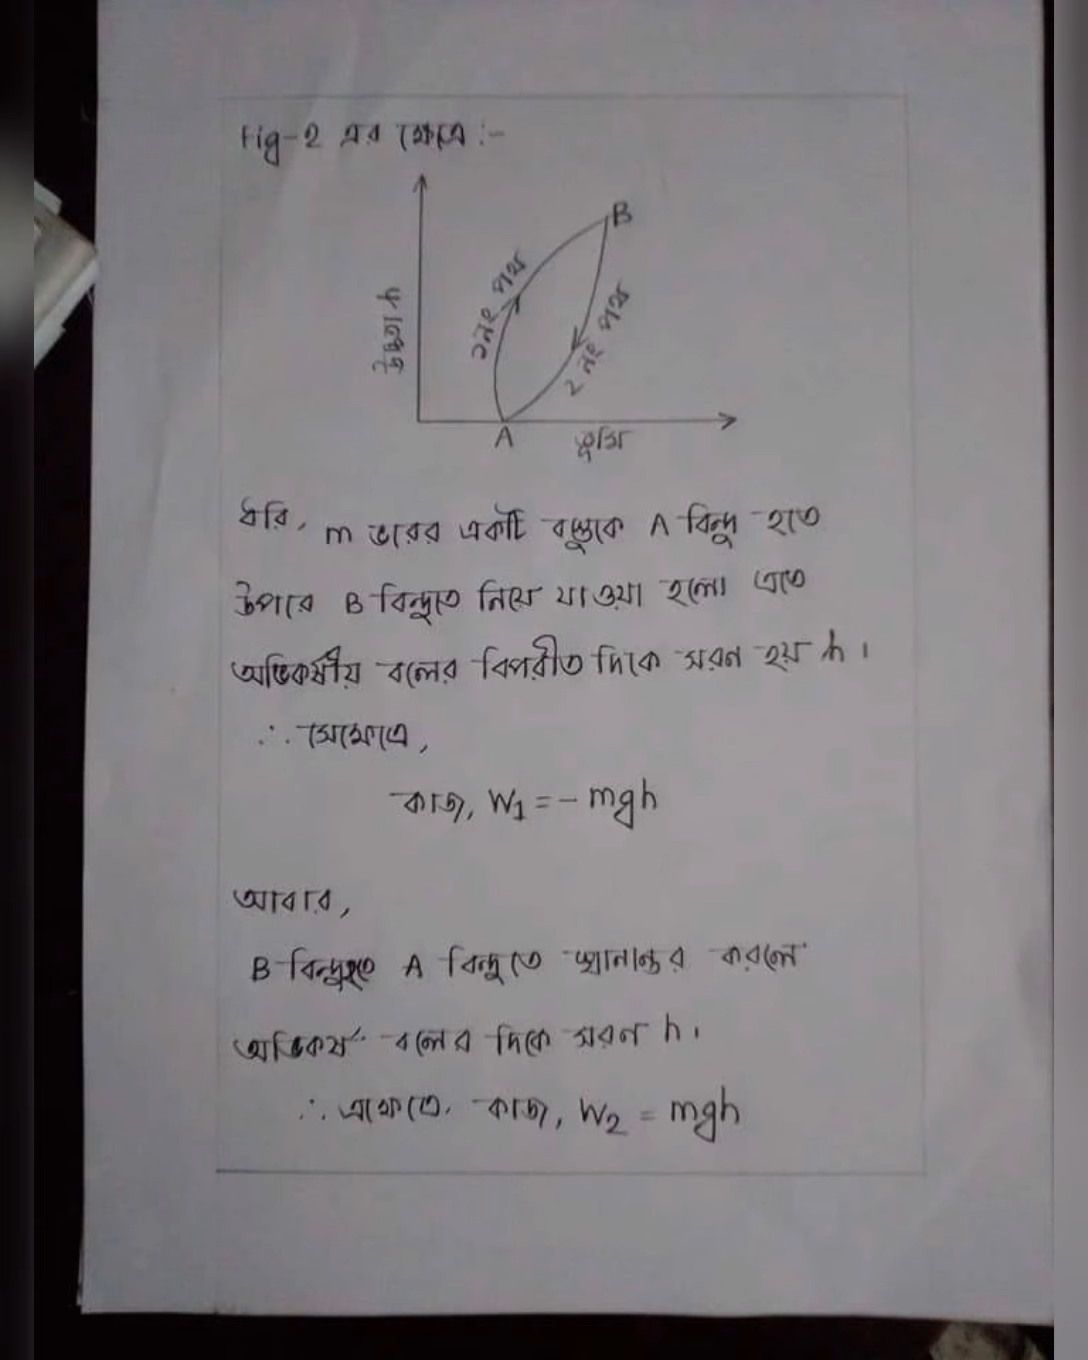 Fig-2 এর ক্ষেত্রে :-
B
১নং পথ
২ নং পথ
উচ্চতা
A
ভূমি
ধরি, m ভরের একটি বস্তুকে A বিন্দু হতে
উপরে B বিন্দুতে নিয়ে যাওয়া হলো এতে
অভিকর্ষীয় বলের বিপরীত দিকে সরন হয় h ।
∴ সেক্ষেত্রে,
কাজ, W₁ = - mgh
আবার,
B বিন্দুহতে A বিন্দুতে স্থানান্তর করলে
অভিকর্ষ বলের দিকে সরন h ।
∴ এক্ষেত্রে, কাজ, W₂ = mgh